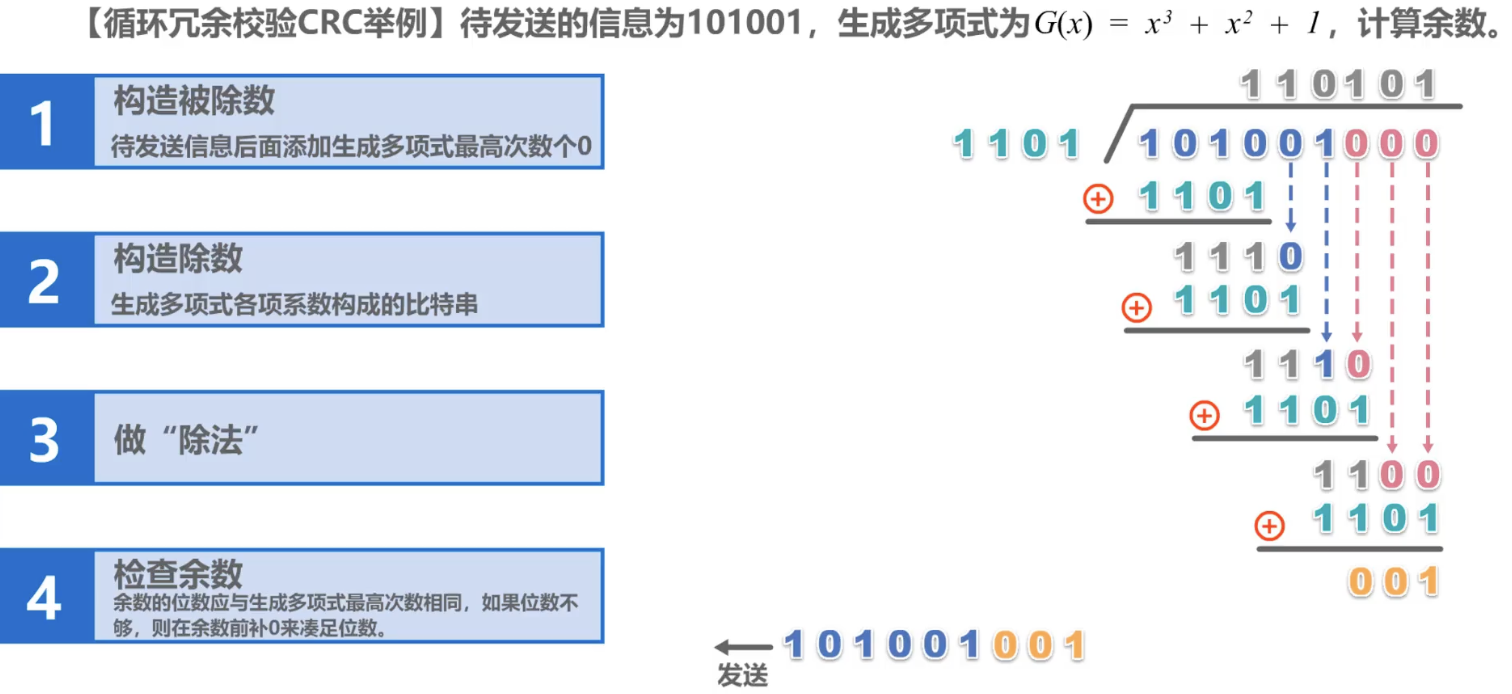 【循环冗余校验CRC举例】待发送的信息为101001，生成多项式为G(x) = x³ + x² + 1，计算余数。
1
构造被除数
待发送信息后面添加生成多项式最高次数个0
2
构造除数
生成多项式各项系数构成的比特串
3
做“除法”
4
检查余数
余数的位数应与生成多项式最高次数相同，如果位数不
够，则在余数前补0来凑足位数。
110101
1101 101001000
+ 1101
1110
+ 1101
1110
+ 1101
1100
+ 1101
001
101001001
发送